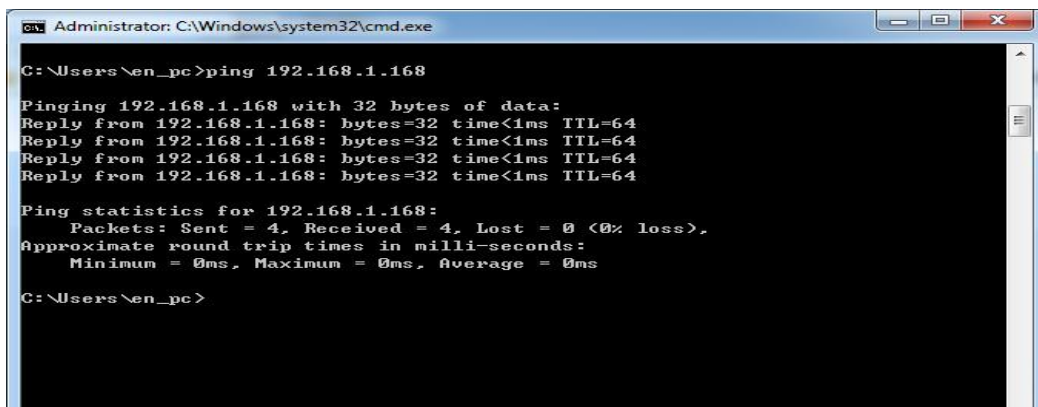 Administrator: C:\Windows\system32\cmd.exe
C:\Users\en_pc>ping 192.168.1.168
Pinging 192.168.1.168 with 32 bytes of data:
Reply from 192.168.1.168: bytes=32 time<1ms TTL=64
Reply from 192.168.1.168: bytes=32 time<1ms TTL=64
Reply from 192.168.1.168: bytes=32 time<1ms TTL=64
Reply from 192.168.1.168: bytes=32 time<1ms TTL=64
Ping statistics for 192.168.1.168:
Packets: Sent = 4, Received = 4, Lost = 0 (0% loss),
Approximate round trip times in milli-seconds:
Minimum = 0ms, Maximum = 0ms, Average = 0ms
C:\Users\en_pc>